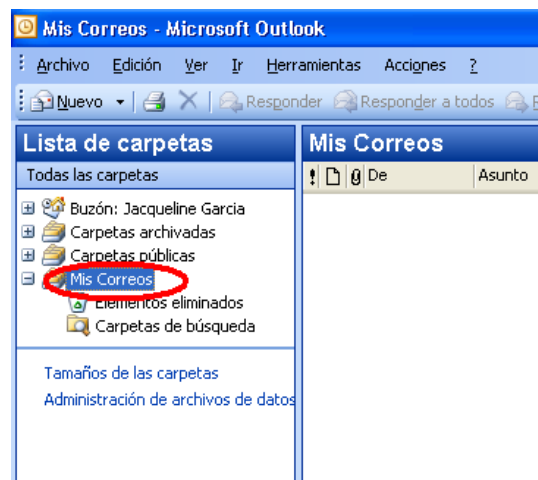 Mis Correos - Microsoft Outlook
Archivo Edición Ver Ir Herramientas Acciones ?
Nuevo Responder Responder a todos
Lista de carpetas
Mis Correos
Todas las carpetas
De Asunto
Buzón: Jacqueline Garcia
Carpetas archivadas
Carpetas públicas
Mis Correos
Elementos eliminados
Carpetas de búsqueda
Tamaños de las carpetas
Administración de archivos de datos